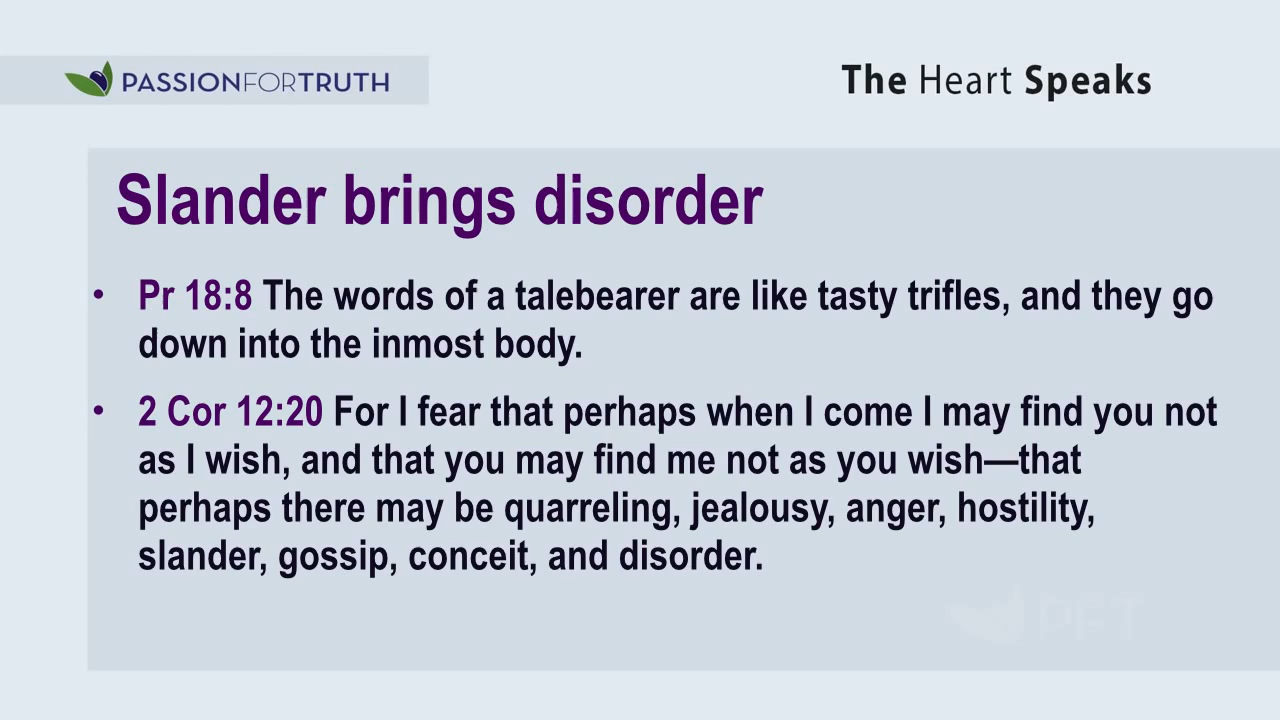 PASSIONFORTRUTH
The Heart Speaks
Slander brings disorder
• Pr 18:8 The words of a talebearer are like tasty trifles, and they go
down into the inmost body.
• 2 Cor 12:20 For I fear that perhaps when I come I may find you not
as I wish, and that you may find me not as you wish—that
perhaps there may be quarreling, jealousy, anger, hostility,
slander, gossip, conceit, and disorder.
PFT